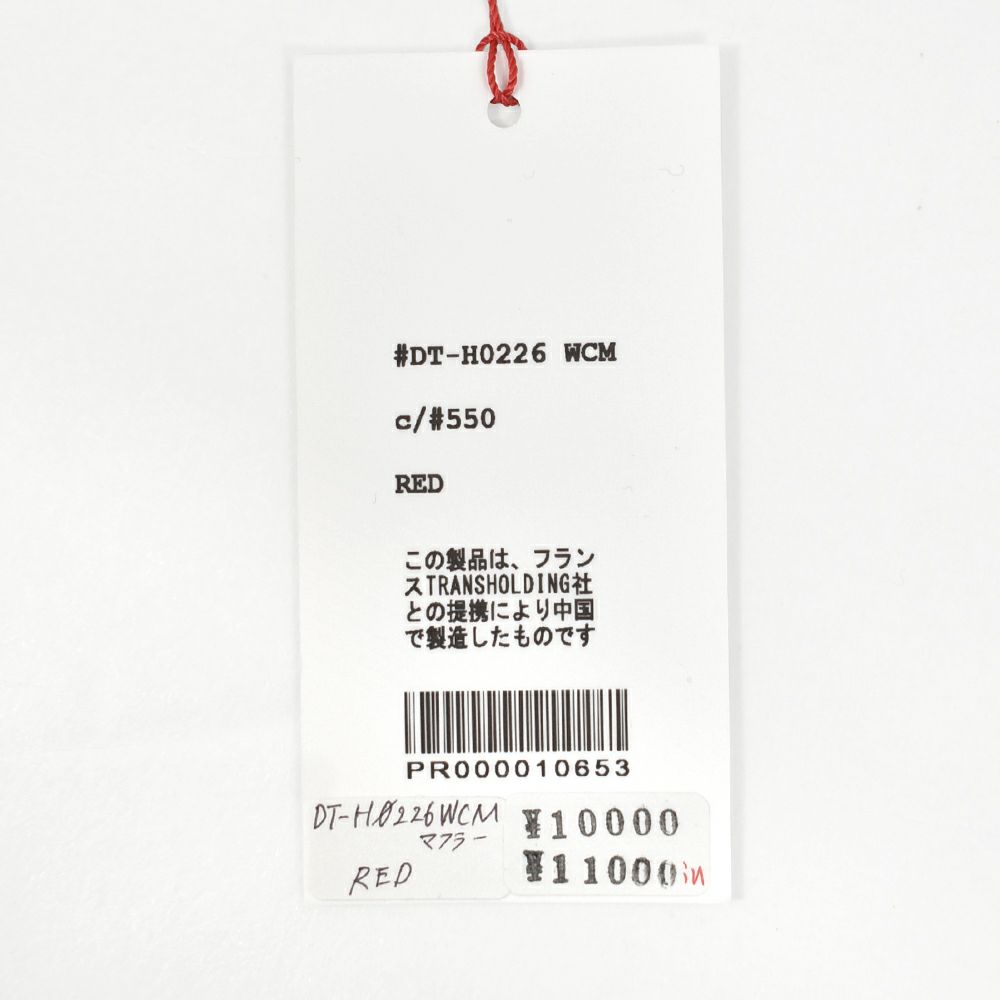 #DT-H0226 WCM
c/#550
RED
この製品は、フラン
スTRANSHOLDING社
との提携により中国
で製造したものです
PR000010653
DT-H0226WCM
マフラー
RED
¥10000
¥11000in